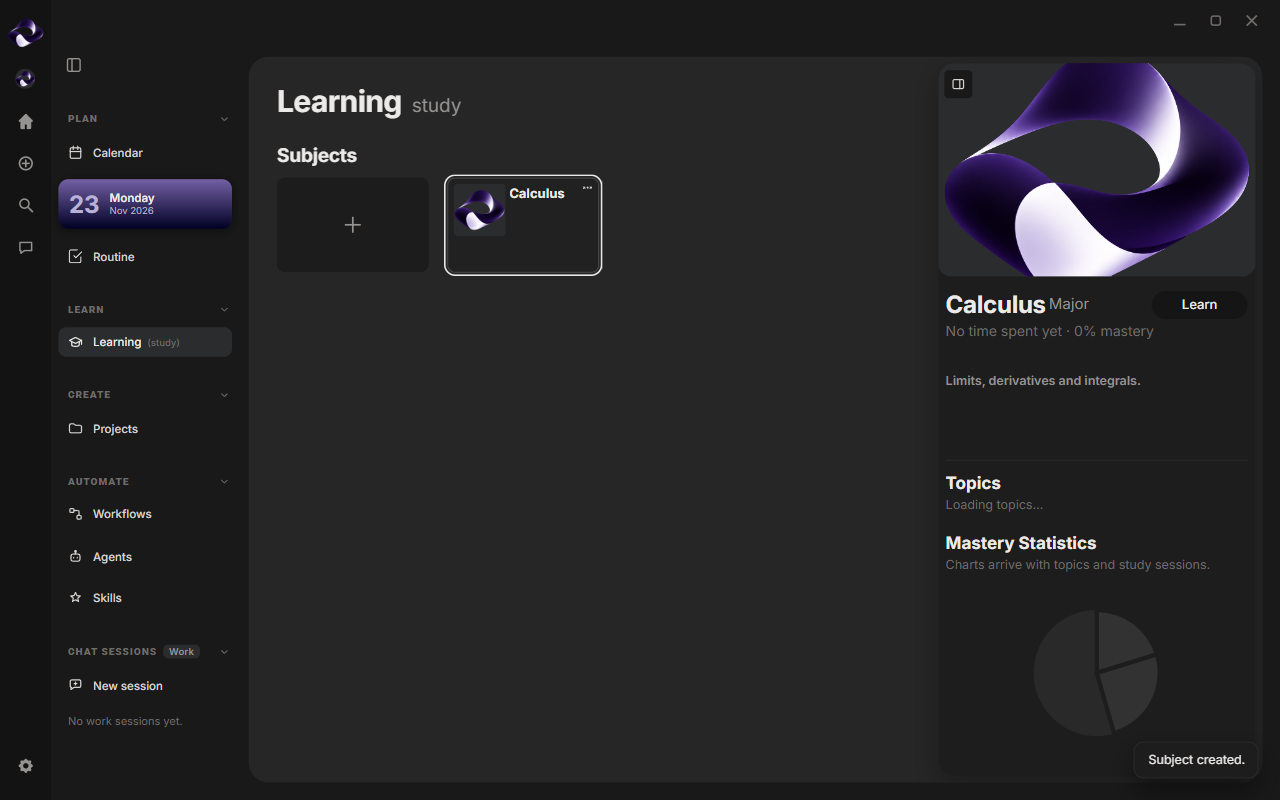 PLAN
Calendar
23
Monday
Nov 2026
Routine
LEARN
Learning (study)
CREATE
Projects
AUTOMATE
Workflows
Agents
Skills
CHAT SESSIONS Work
New session
No work sessions yet.
Learning study
Subjects
Calculus
Calculus Major
Learn
No time spent yet · 0% mastery
Limits, derivatives and integrals.
Topics
Loading topics...
Mastery Statistics
Charts arrive with topics and study sessions.
Subject created.